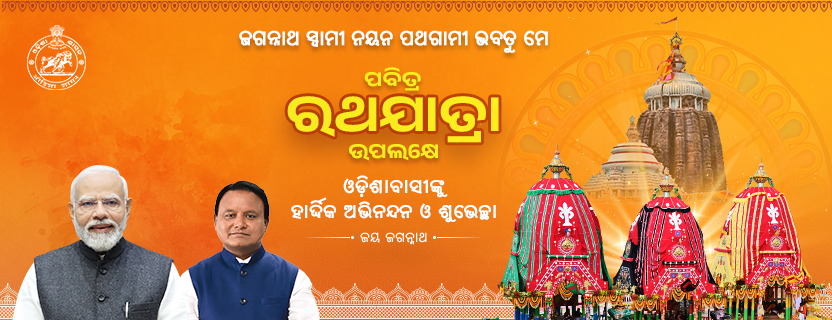 ଜଗନ୍ନାଥ ସ୍ୱାମୀ ନୟନ ପଥଗାମୀ ଭବତୁ ମେ
ପବିତ୍ର
ରଥଯାତ୍ରା
ଉପଲକ୍ଷେ
ଓଡ଼ିଶାବାସୀଙ୍କୁ
ହାର୍ଦ୍ଦିକ ଅଭିନନ୍ଦନ ଓ ଶୁଭେଚ୍ଛା
ଜୟ ଜଗନ୍ନାଥ